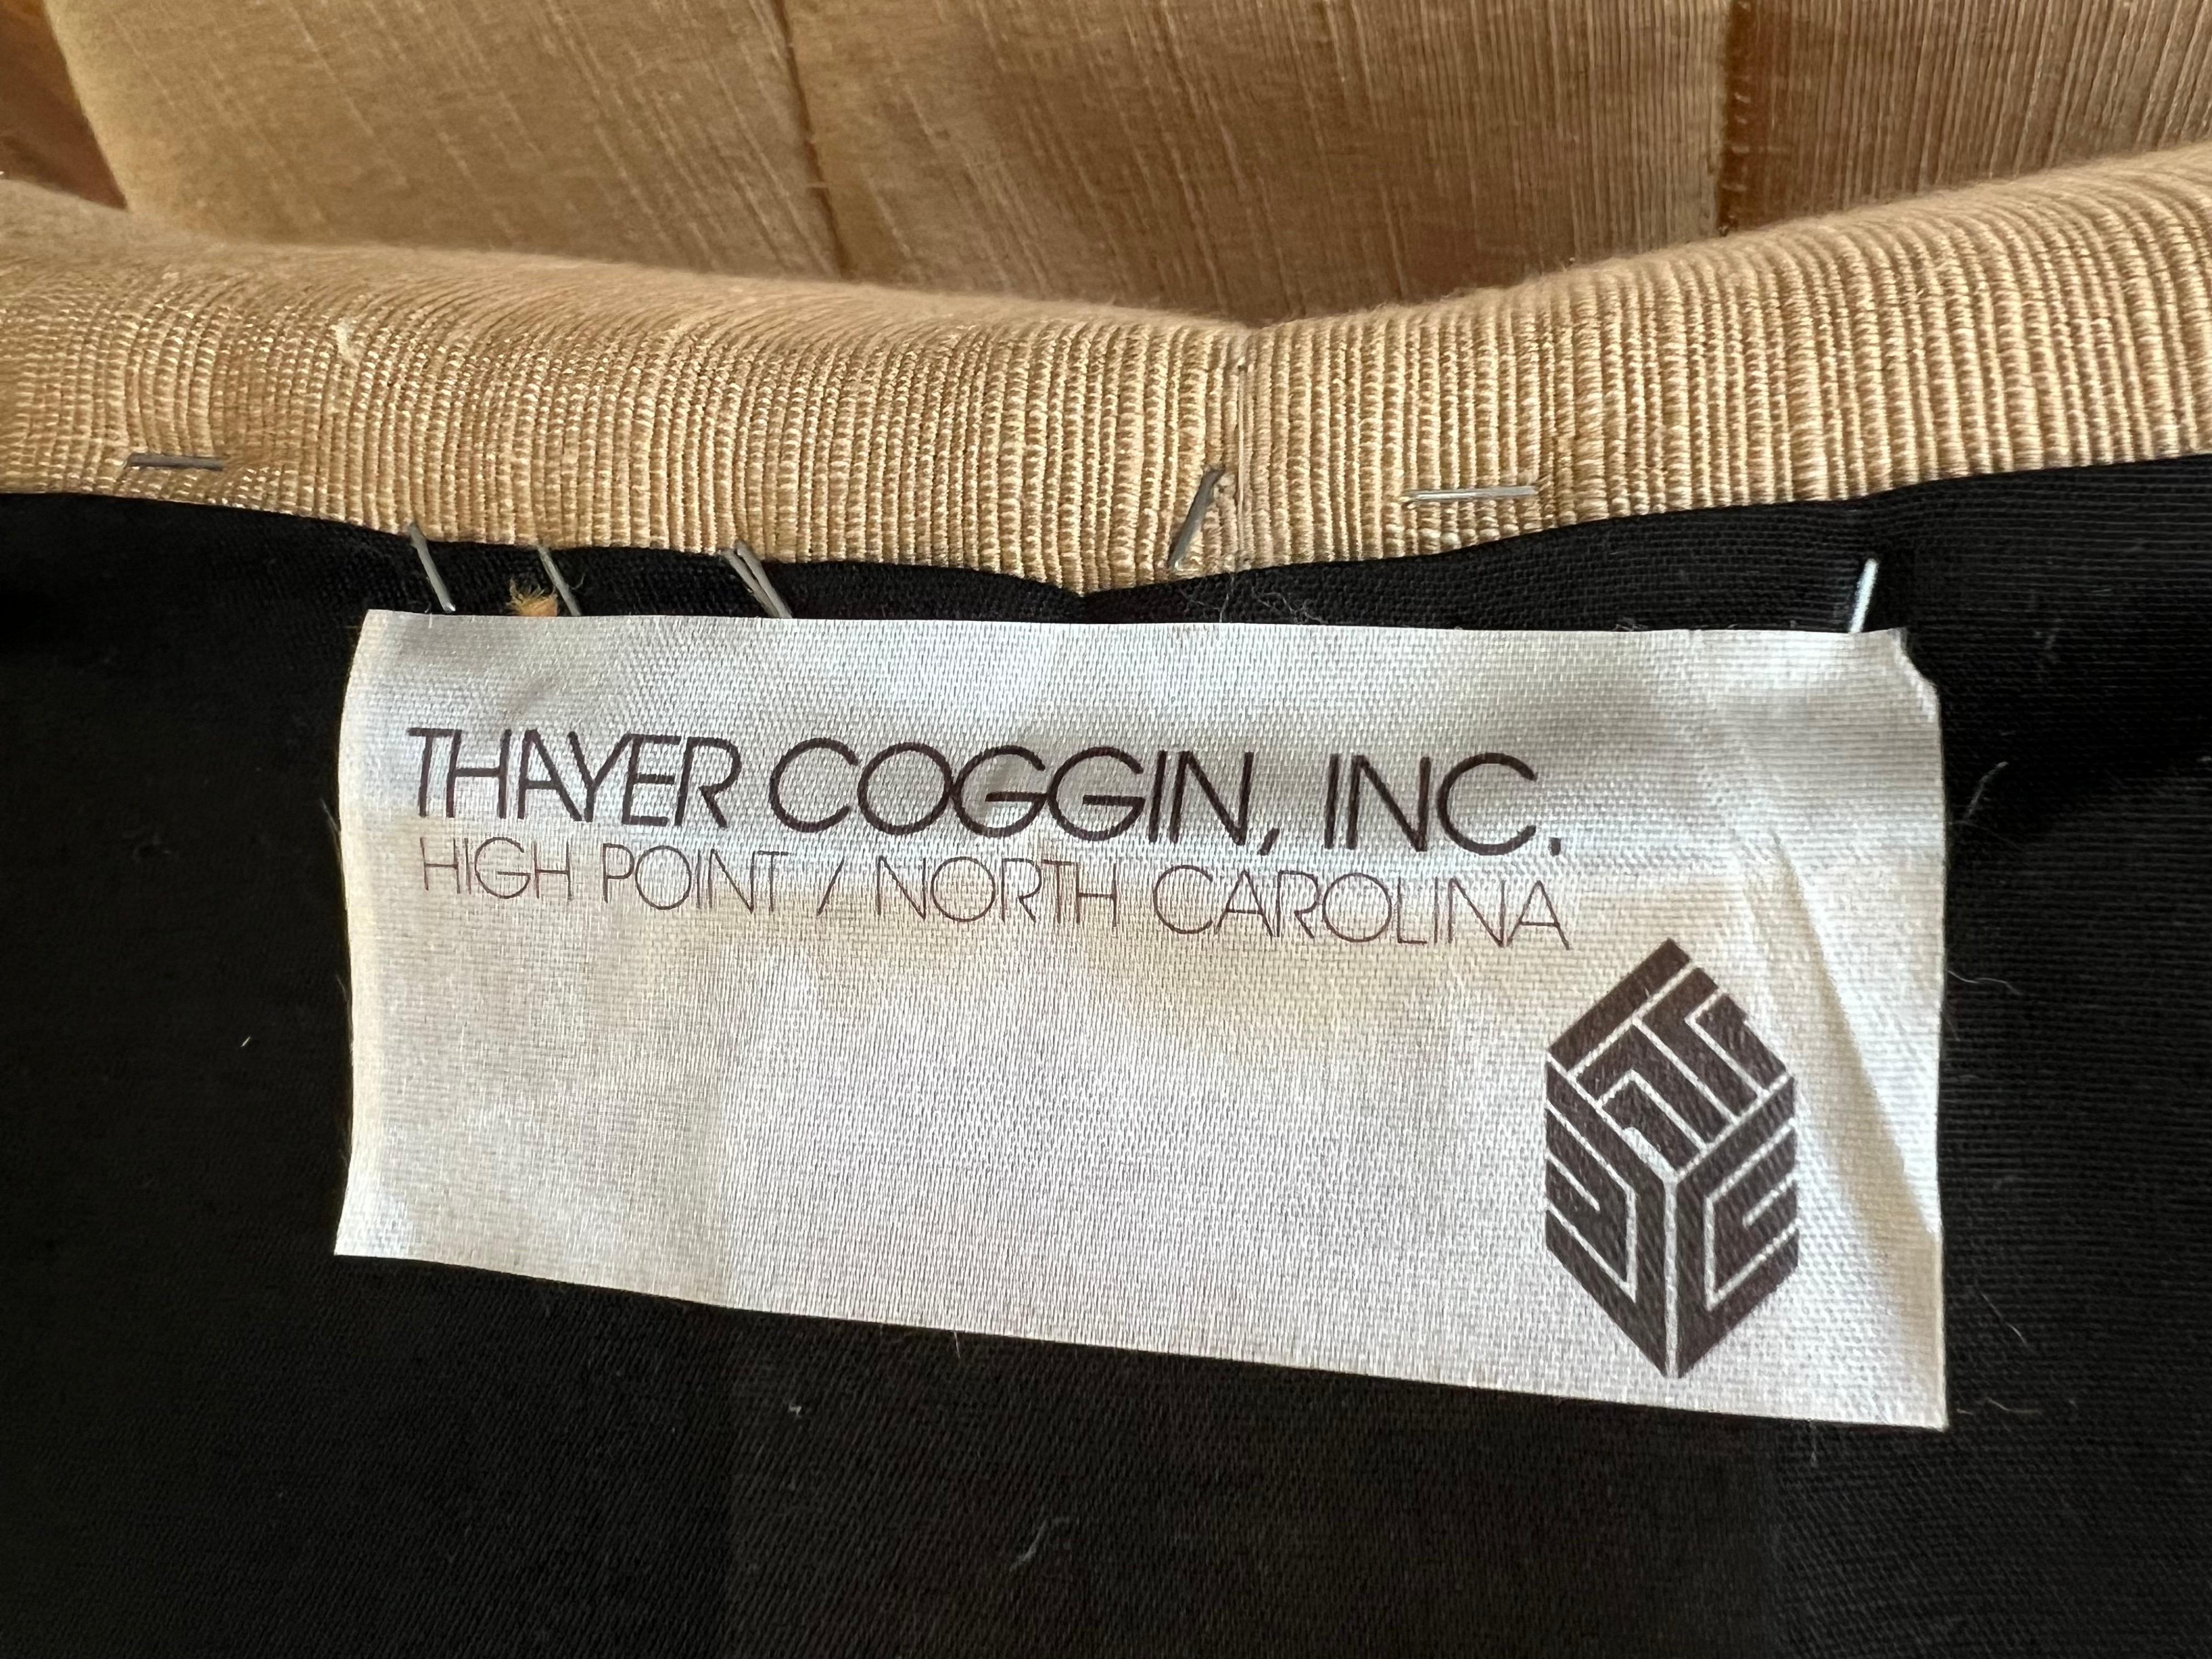 THAYER COGGIN, INC.
HIGH POINT / NORTH CAROLINA